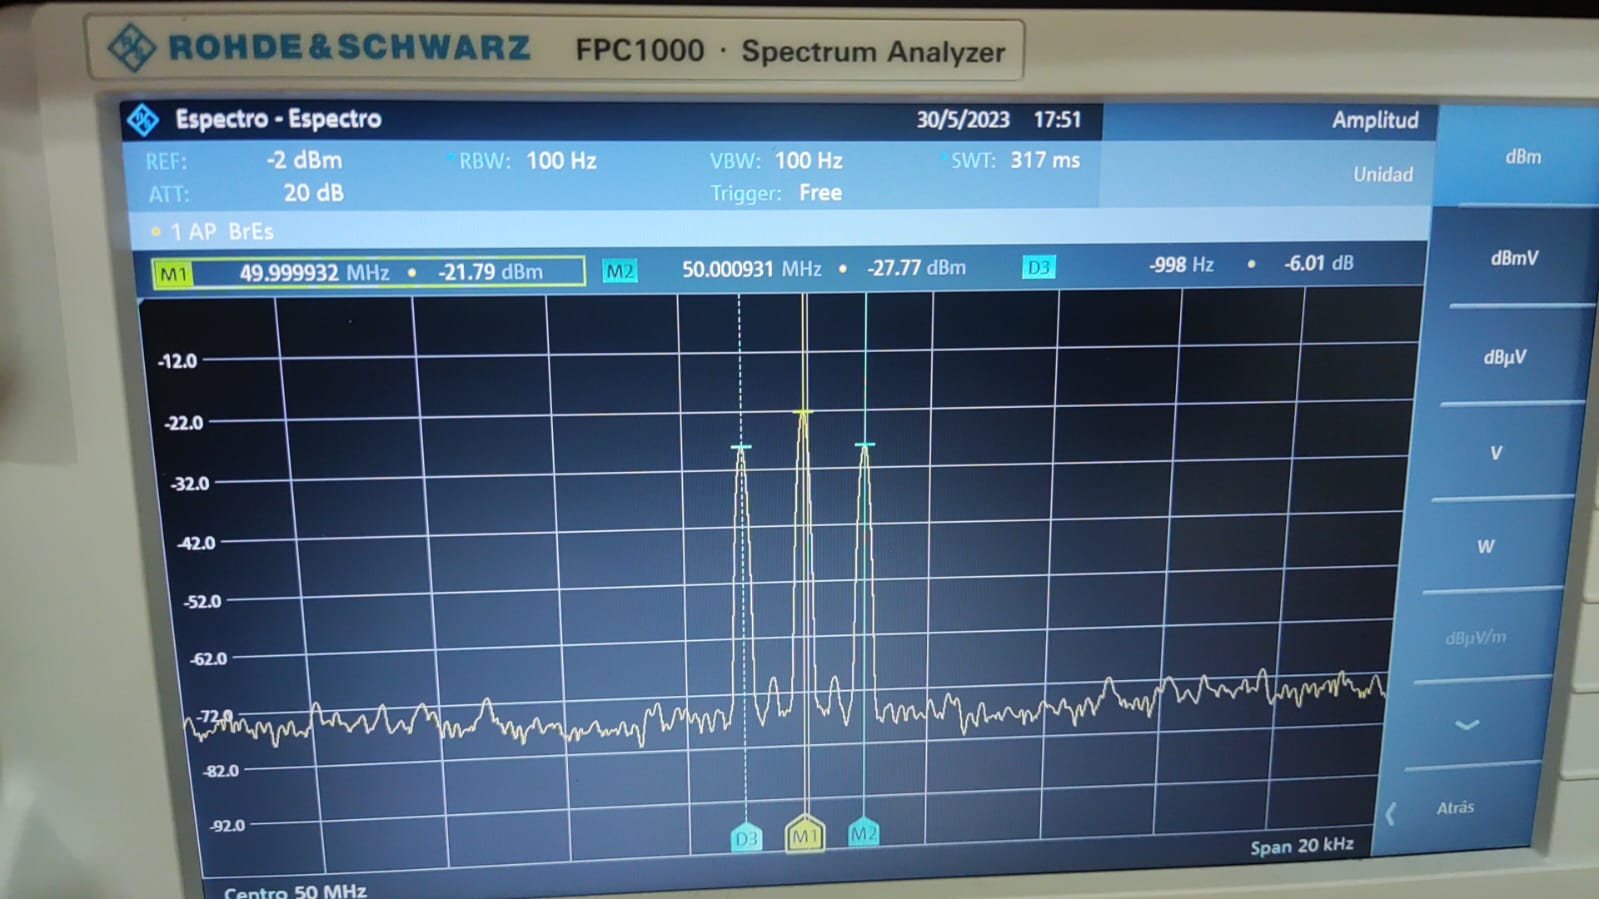 ROHDE & SCHWARZ FPC1000 · Spectrum Analyzer
Espectro - Espectro 30/5/2023 17:51 Amplitud
REF: -2 dBm RBW: 100 Hz VBW: 100 Hz SWT: 317 ms Unidad
ATT: 20 dB Trigger: Free
1 AP BrEs
M1 49.999932 MHz • -21.79 dBm M2 50.000931 MHz • -27.77 dBm D3 -998 Hz • -6.01 dB
dBm
dBmV
dBµV
V
W
dBµV/m
Atrás
-12.0
-22.0
-32.0
-42.0
-52.0
-62.0
-72.0
-82.0
-92.0
D3 M1 M2
Centro 50 MHz Span 20 kHz